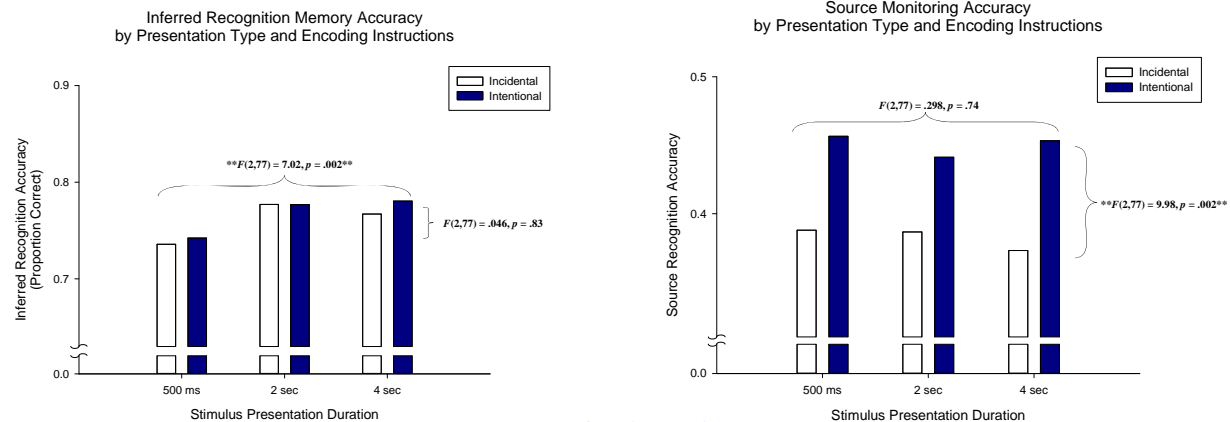 Inferred Recognition Memory Accuracy
by Presentation Type and Encoding Instructions
Incidental
Intentional
0.9
0.8
0.7
0.0
Inferred Recognition Accuracy
(Proportion Correct)
**F(2,77) = 7.02, p = .002**
F(2,77) = .046, p = .83
500 ms
2 sec
4 sec
Stimulus Presentation Duration
Source Monitoring Accuracy
by Presentation Type and Encoding Instructions
Incidental
Intentional
0.5
0.4
0.0
Source Recognition Accuracy
F(2,77) = .298, p = .74
**F(2,77) = 9.98, p = .002**
500 ms
2 sec
4 sec
Stimulus Presentation Duration